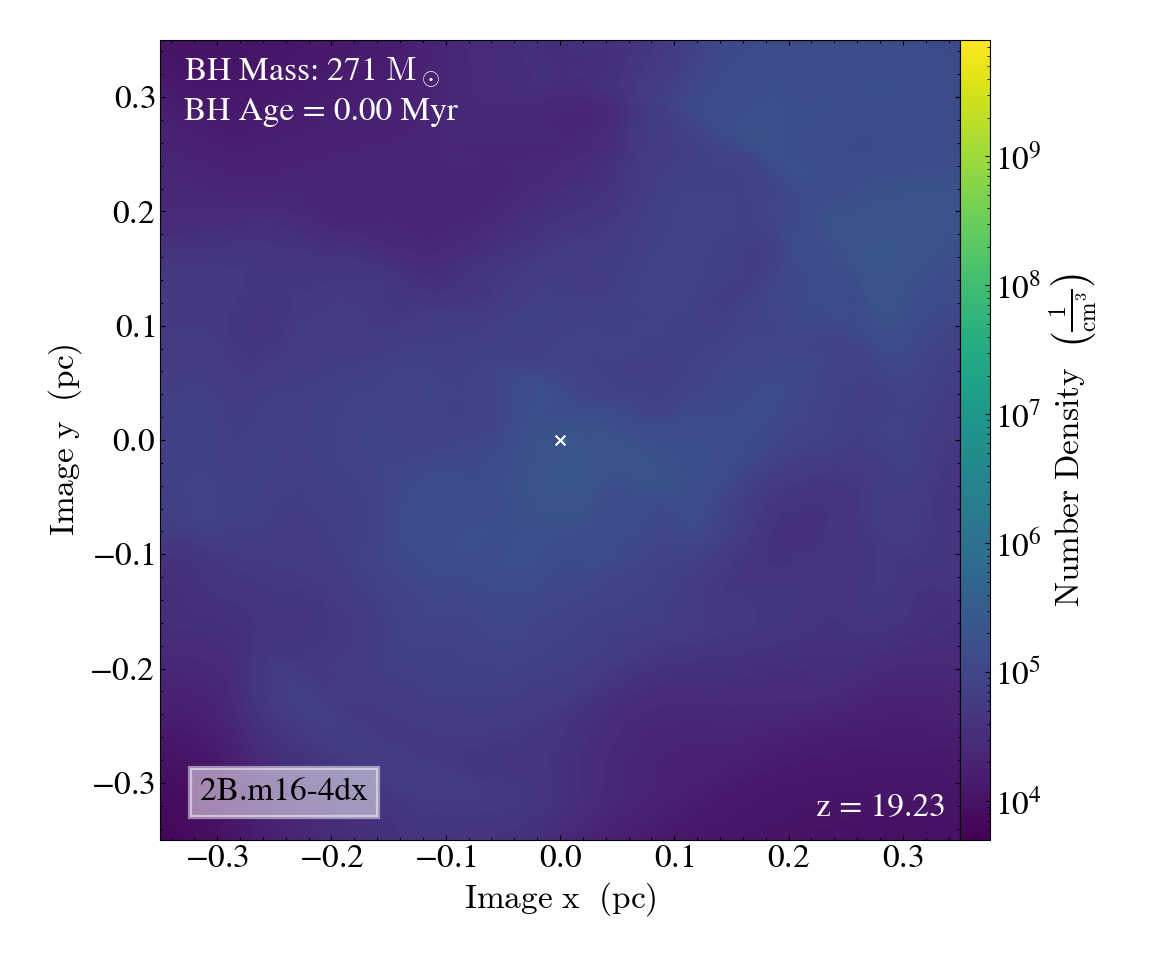 BH Mass: 271 M⊙
BH Age = 0.00 Myr
2B.m16-4dx
z = 19.23
0.3
0.2
0.1
0.0
−0.1
−0.2
−0.3
Image y (pc)
−0.3 −0.2 −0.1 0.0 0.1 0.2 0.3
Image x (pc)
10⁹
10⁸
10⁷
10⁶
10⁵
10⁴
Number Density (1/cm³)